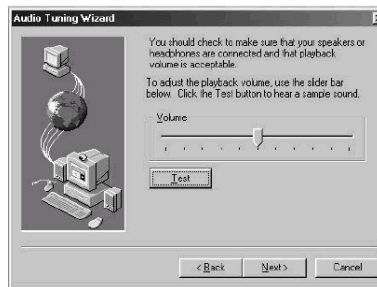 Audio Tuning Wizard
You should check to make sure that your speakers or
headphones are connected and that playback
volume is acceptable.
To adjust the playback volume, use the slider bar
below. Click the Test button to hear a sample sound.
Volume
Test
< Back
Next >
Cancel